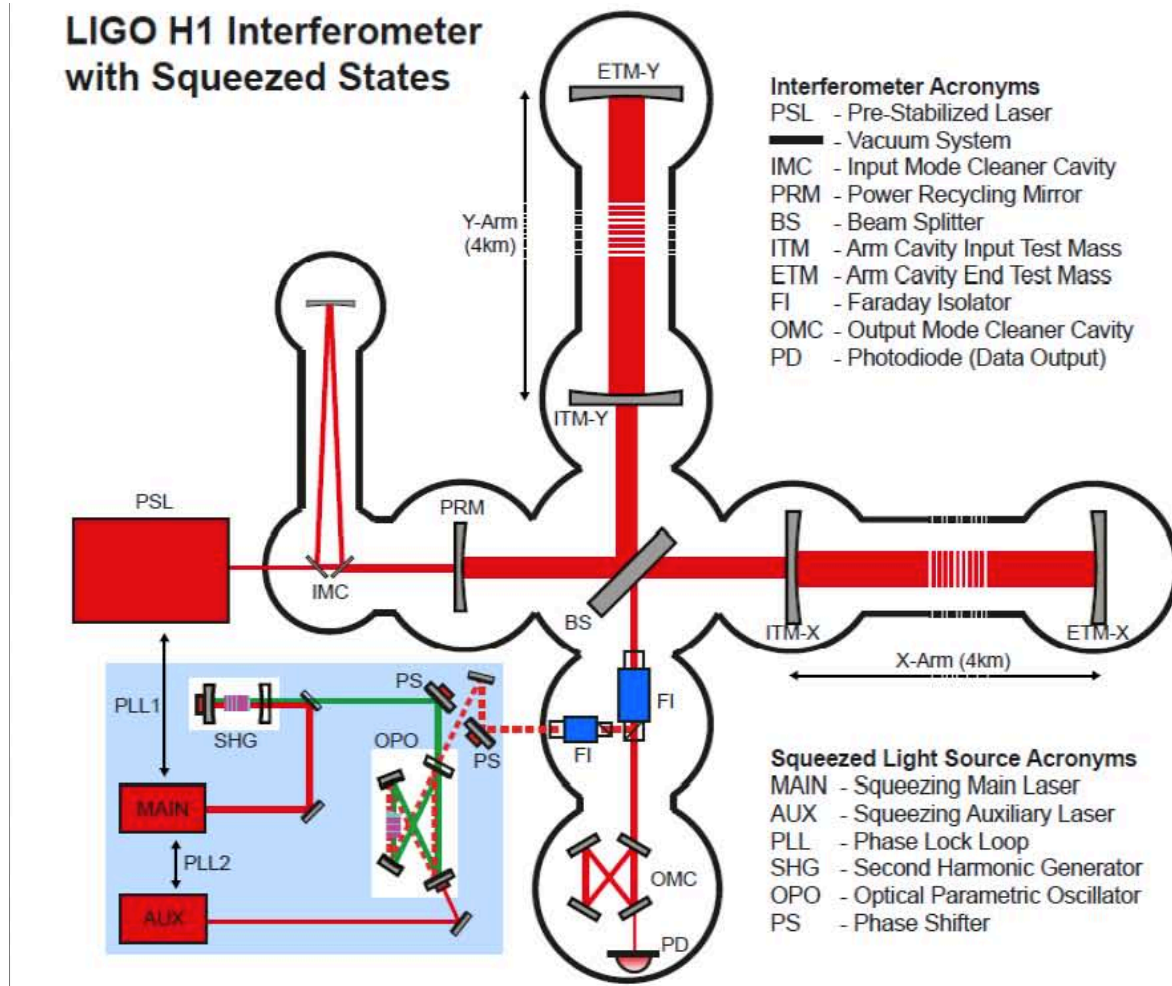 LIGO H1 Interferometer
with Squeezed States
ETM-Y
Y-Arm
(4km)
ITM-Y
Interferometer Acronyms
PSL - Pre-Stabilized Laser
- Vacuum System
IMC - Input Mode Cleaner Cavity
PRM - Power Recycling Mirror
BS - Beam Splitter
ITM - Arm Cavity Input Test Mass
ETM - Arm Cavity End Test Mass
FI - Faraday Isolator
OMC - Output Mode Cleaner Cavity
PD - Photodiode (Data Output)
PSL
IMC
PRM
BS
ITM-X
ETM-X
X-Arm (4km)
PLL1
SHG
PS
PS
OPO
FI
FI
MAIN
PLL2
AUX
OMC
PD
Squeezed Light Source Acronyms
MAIN - Squeezing Main Laser
AUX - Squeezing Auxiliary Laser
PLL - Phase Lock Loop
SHG - Second Harmonic Generator
OPO - Optical Parametric Oscillator
PS - Phase Shifter